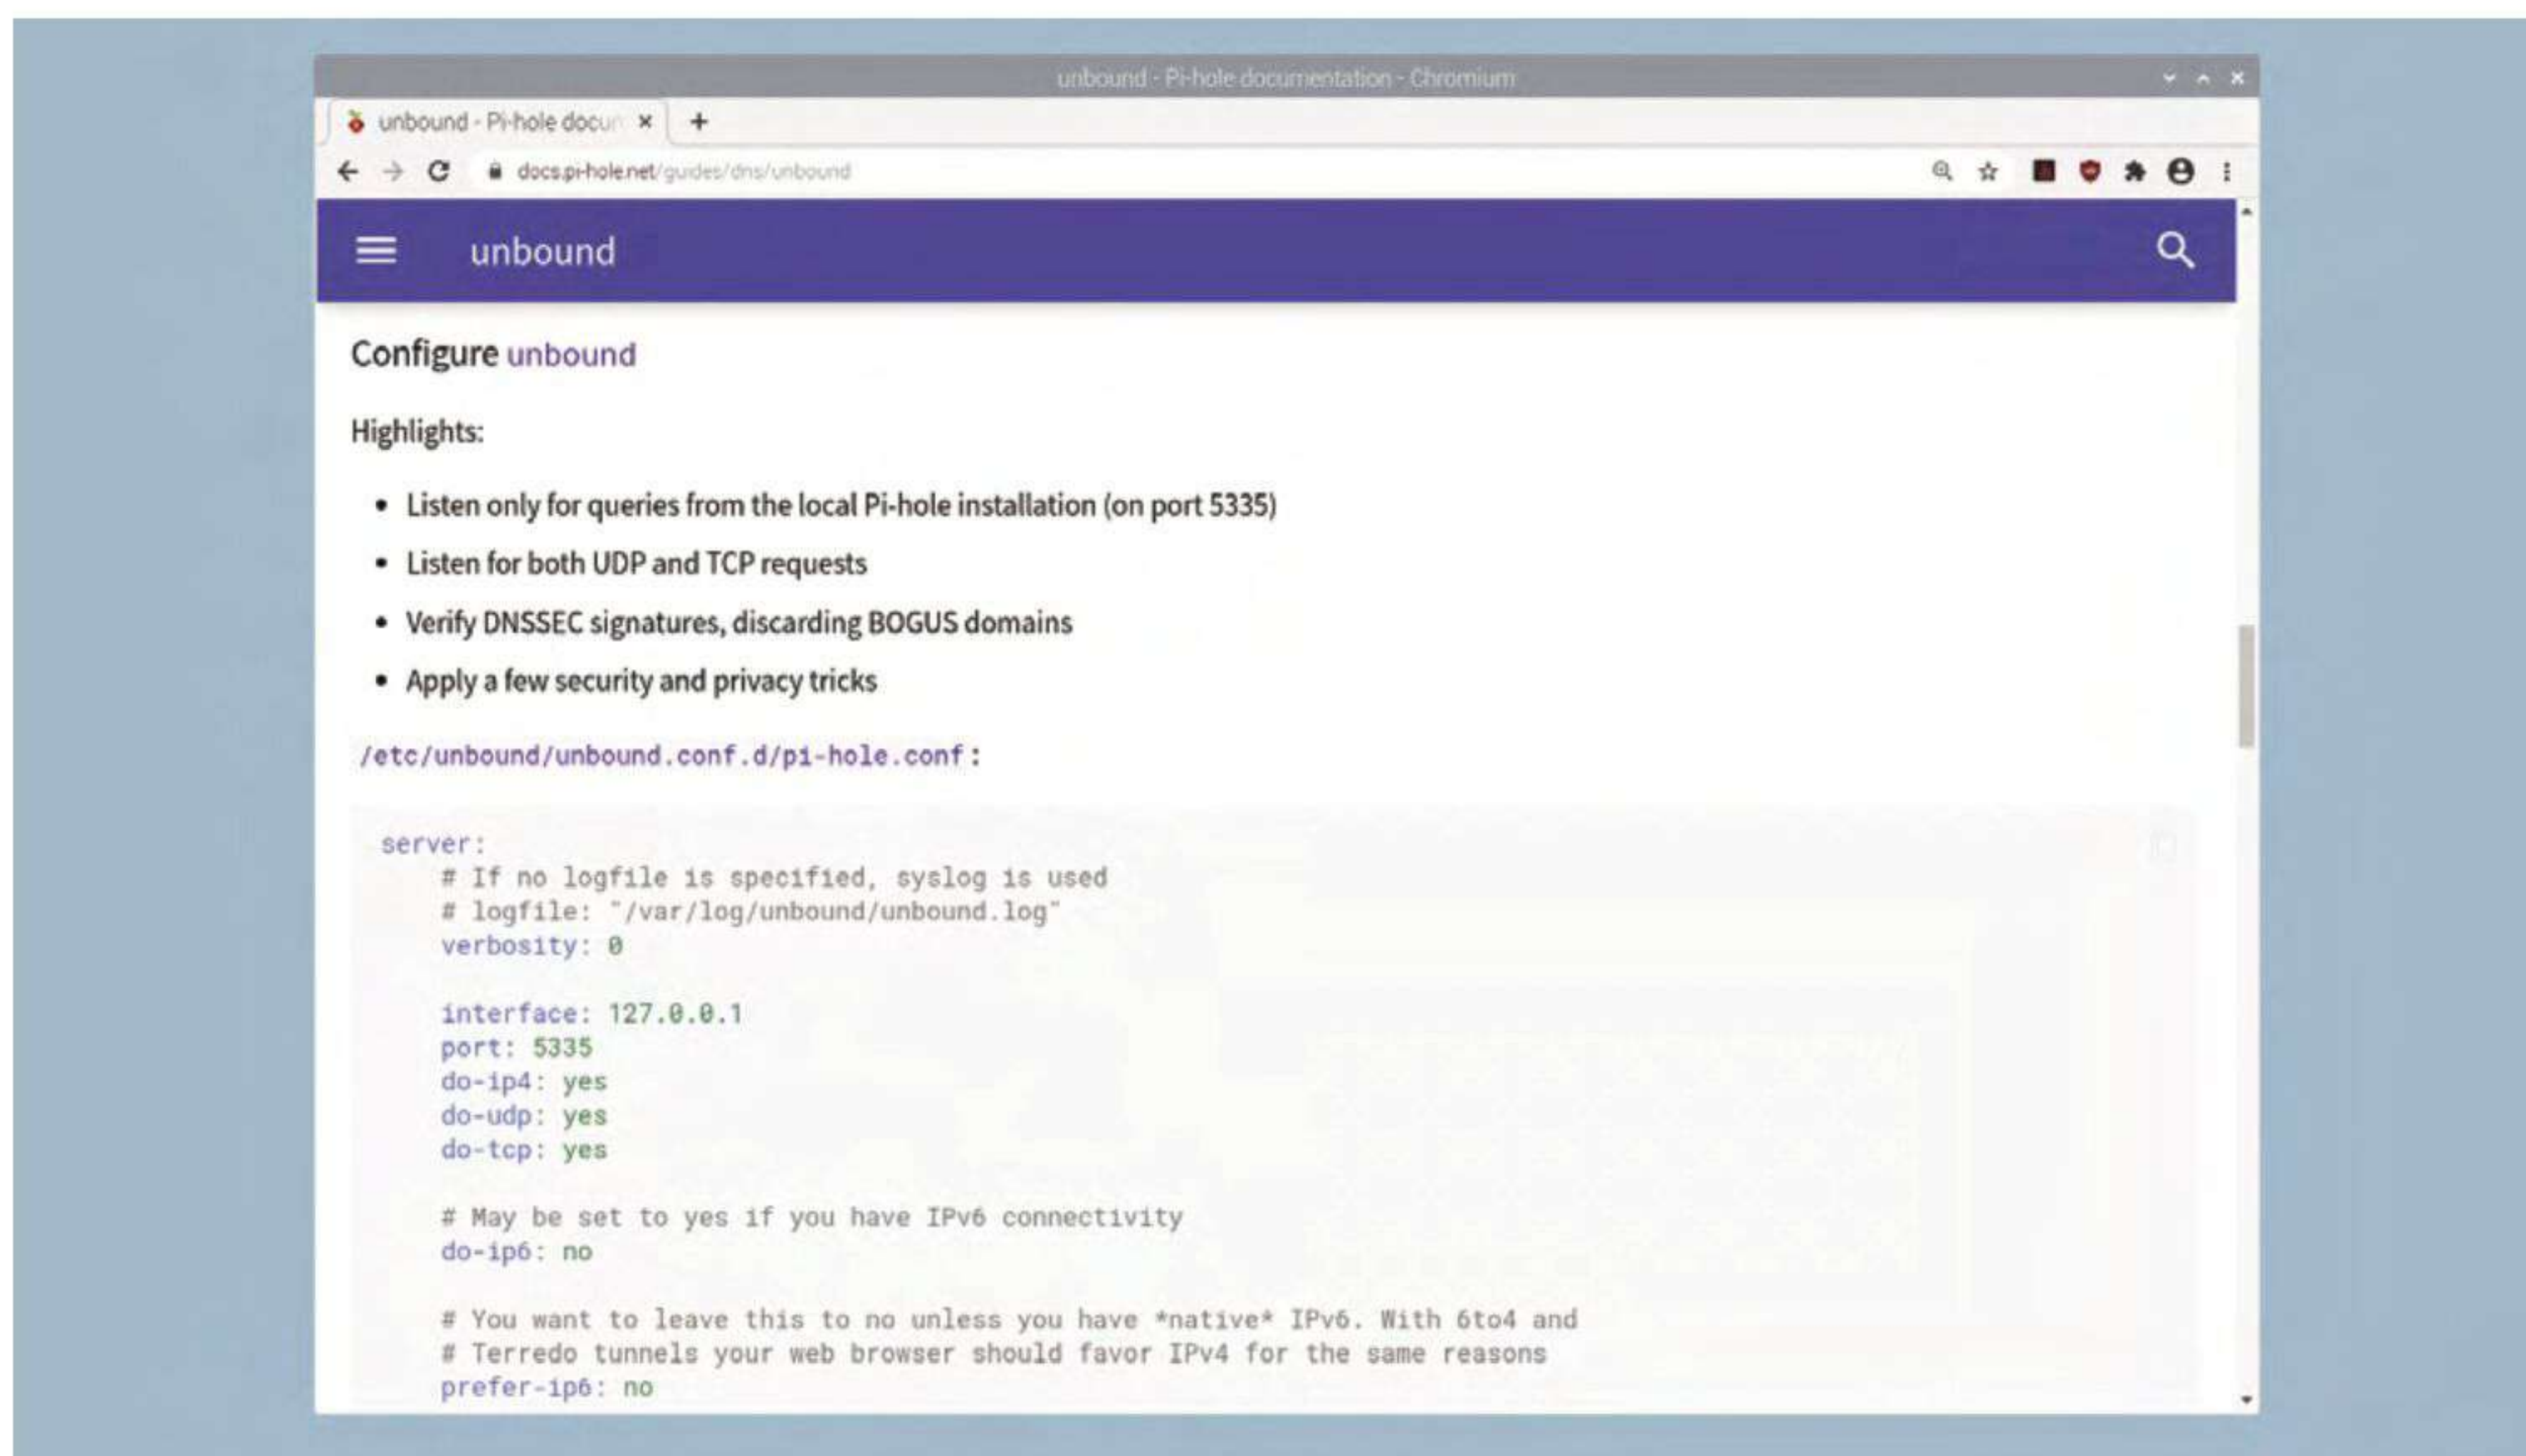 unbound - Pi-hole documentation - Chromium
unbound - Pi-hole docum
docs.pi-hole.net/guides/dns/unbound
unbound
Configure unbound
Highlights:
• Listen only for queries from the local Pi-hole installation (on port 5335)
• Listen for both UDP and TCP requests
• Verify DNSSEC signatures, discarding BOGUS domains
• Apply a few security and privacy tricks
/etc/unbound/unbound.conf.d/pi-hole.conf:
server:
# If no logfile is specified, syslog is used
# logfile: "/var/log/unbound/unbound.log"
verbosity: 0
interface: 127.0.0.1
port: 5335
do-ip4: yes
do-udp: yes
do-tcp: yes
# May be set to yes if you have IPv6 connectivity
do-ip6: no
# You want to leave this to no unless you have *native* IPv6. With 6to4 and
# Terredo tunnels your web browser should favor IPv4 for the same reasons
prefer-ip6: no